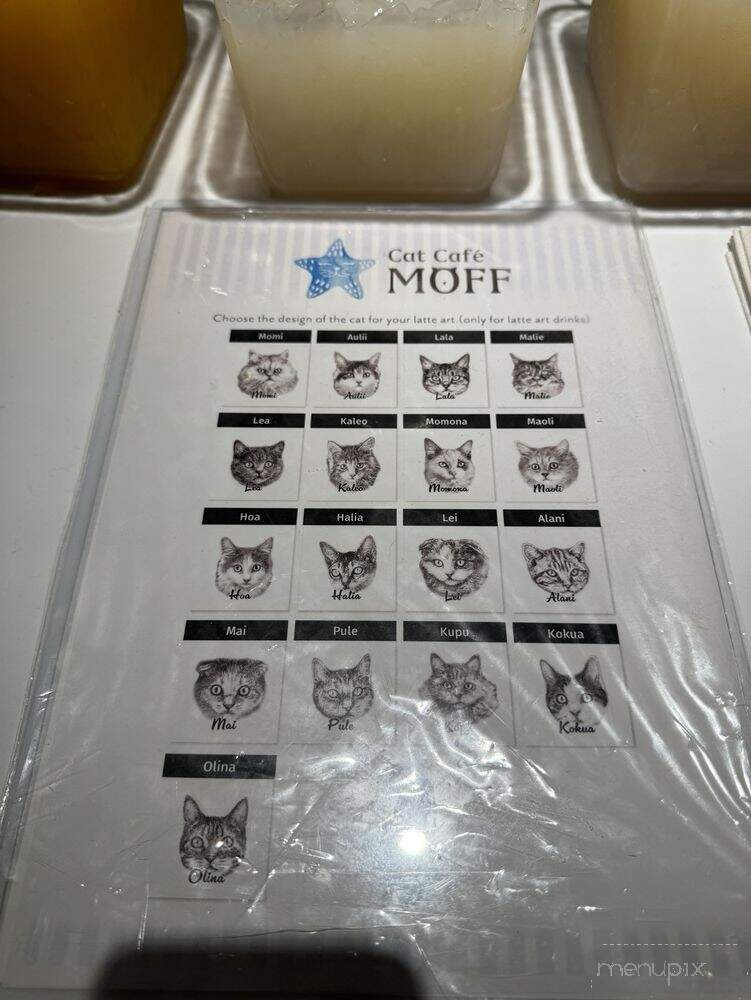 Cat Café
MOFF
Choose the design of the cat for your latte art.(only for latte art drinks)
Momi Aulii Lala Malie
Momi Aulii Lala Malie
Lea Kaleo Momona Maoli
Lea Kaleo Momona Maoli
Hoa Halia Lei Alani
Hoa Halia Lei Alani
Mai Pule Kupu Kokua
Mai Pule Kokua
Olina
Olina
menupix